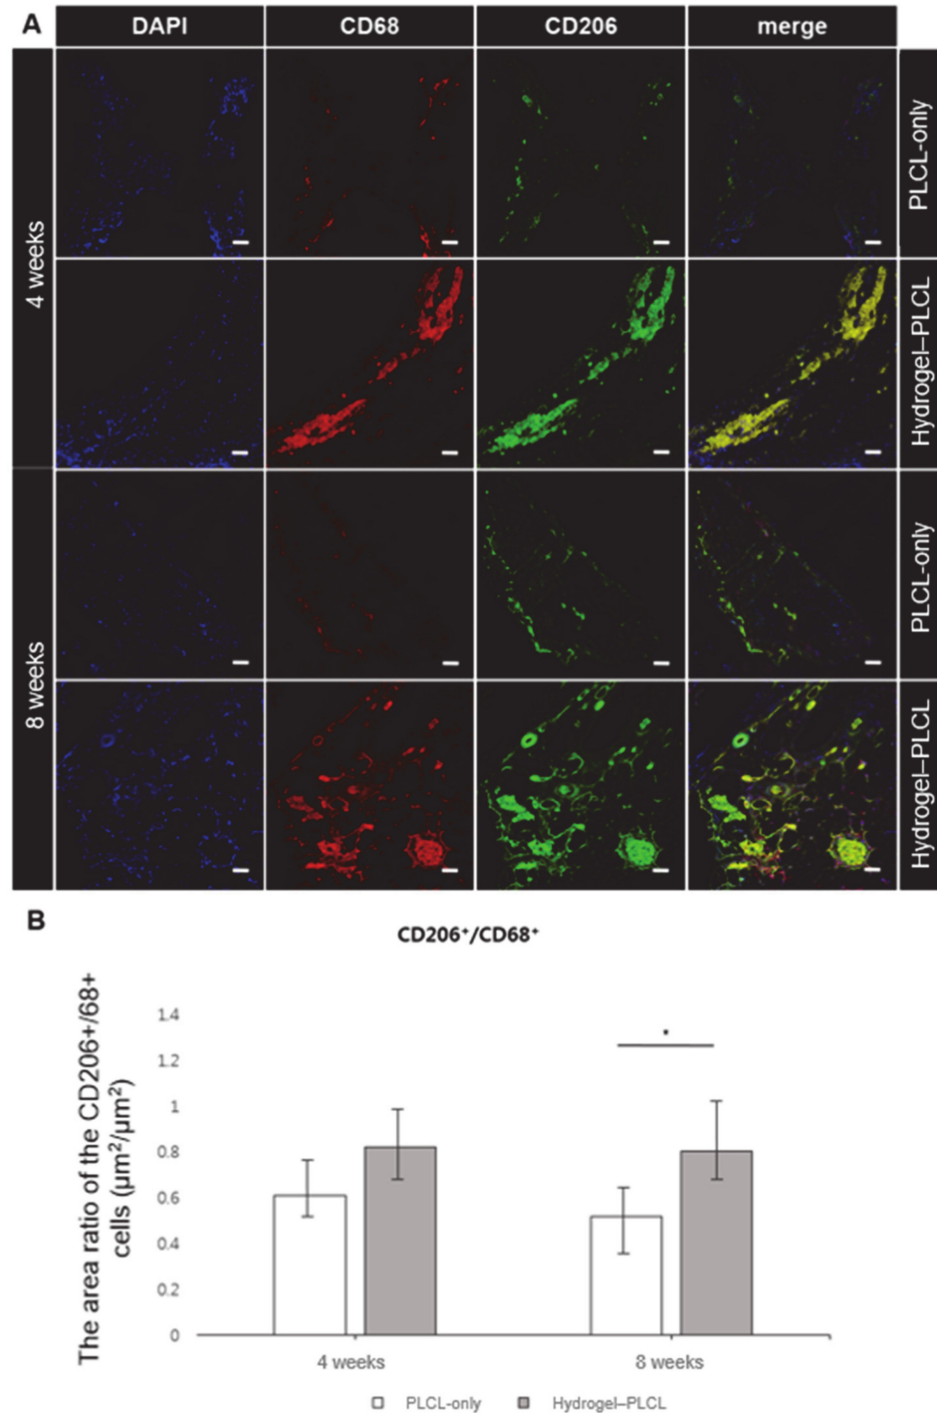 A
DAPI CD68 CD206 merge
4 weeks
PLCL-only
Hydrogel–PLCL
8 weeks
PLCL-only
Hydrogel–PLCL
B
CD206⁺/CD68⁺
The area ratio of the CD206+/68+
cells (μm²/μm²)
1.4
1.2
1
0.8
0.6
0.4
0.2
0
*
4 weeks 8 weeks
PLCL-only Hydrogel–PLCL